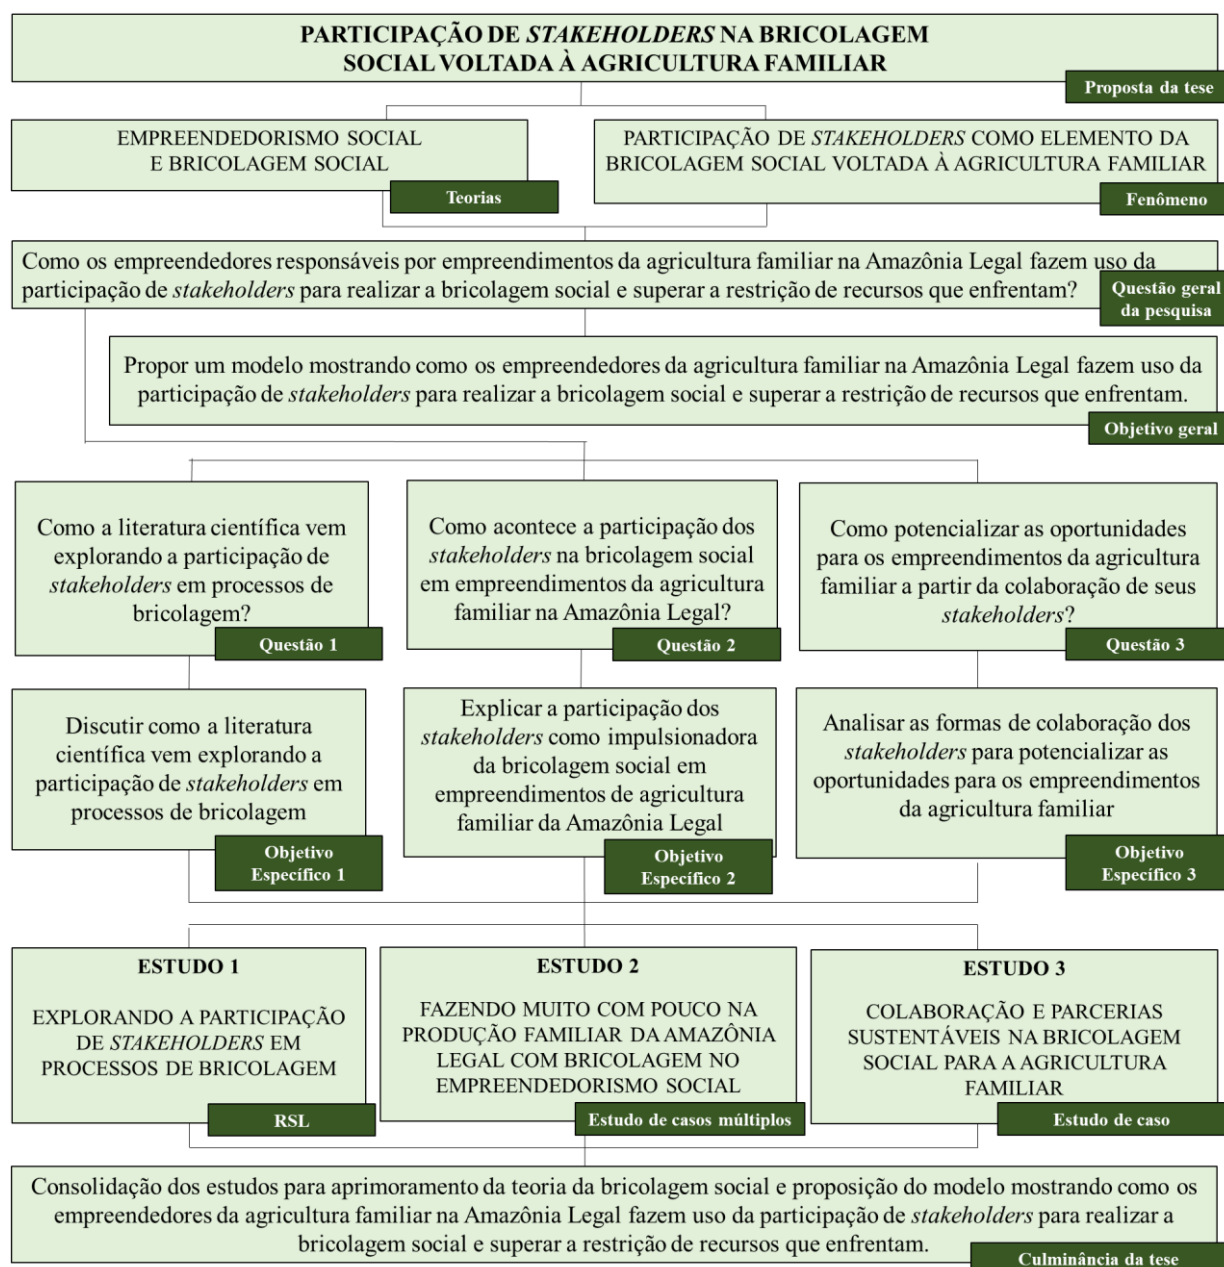 PARTICIPAÇÃO DE STAKEHOLDERS NA BRICOLAGEM
SOCIAL VOLTADA À AGRICULTURA FAMILIAR
Proposta da tese
EMPREENDEDORISMO SOCIAL
E BRICOLAGEM SOCIAL
Teorias
PARTICIPAÇÃO DE STAKEHOLDERS COMO ELEMENTO DA
BRICOLAGEM SOCIAL VOLTADA À AGRICULTURA FAMILIAR
Fenômeno
Como os empreendedores responsáveis por empreendimentos da agricultura familiar na Amazônia Legal fazem uso da
participação de stakeholders para realizar a bricolagem social e superar a restrição de recursos que enfrentam?
Questão geral
da pesquisa
Propor um modelo mostrando como os empreendedores da agricultura familiar na Amazônia Legal fazem uso da
participação de stakeholders para realizar a bricolagem social e superar a restrição de recursos que enfrentam.
Objetivo geral
Como a literatura científica vem
explorando a participação de
stakeholders em processos de
bricolagem?
Questão 1
Como acontece a participação dos
stakeholders na bricolagem social
em empreendimentos da agricultura
familiar na Amazônia Legal?
Questão 2
Como potencializar as oportunidades
para os empreendimentos da agricultura
familiar a partir da colaboração de seus
stakeholders?
Questão 3
Discutir como a literatura
científica vem explorando a
participação de stakeholders em
processos de bricolagem
Objetivo
Específico 1
Explicar a participação dos
stakeholders como impulsionadora
da bricolagem social em
empreendimentos de agricultura
familiar da Amazônia Legal
Objetivo
Específico 2
Analisar as formas de colaboração dos
stakeholders para potencializar as
oportunidades para os empreendimentos
da agricultura familiar
Objetivo
Específico 3
ESTUDO 1
EXPLORANDO A PARTICIPAÇÃO
DE STAKEHOLDERS EM
PROCESSOS DE BRICOLAGEM
RSL
ESTUDO 2
FAZENDO MUITO COM POUCO NA
PRODUÇÃO FAMILIAR DA AMAZÔNIA
LEGAL COM BRICOLAGEM NO
EMPREENDEDORISMO SOCIAL
Estudo de casos múltiplos
ESTUDO 3
COLABORAÇÃO E PARCERIAS
SUSTENTÁVEIS NA BRICOLAGEM
SOCIAL PARA A AGRICULTURA
FAMILIAR
Estudo de caso
Consolidação dos estudos para aprimoramento da teoria da bricolagem social e proposição do modelo mostrando como os
empreendedores da agricultura familiar na Amazônia Legal fazem uso da participação de stakeholders para realizar a
bricolagem social e superar a restrição de recursos que enfrentam.
Culminância da tese